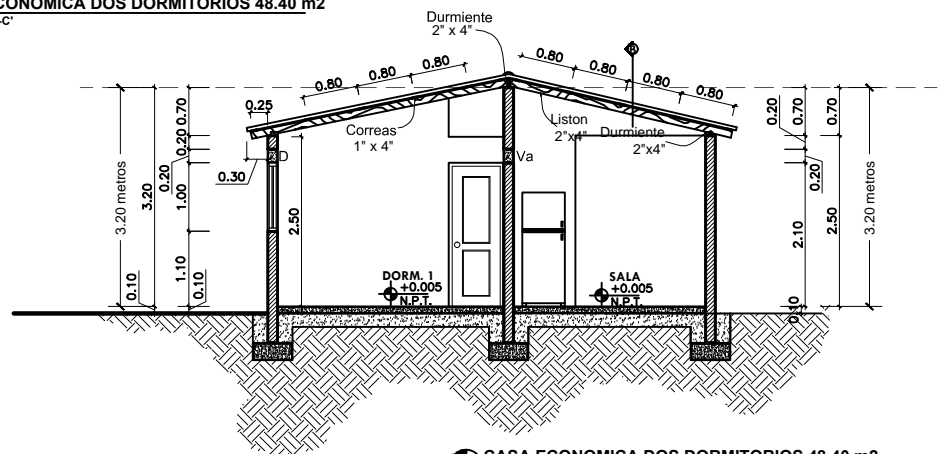 ECONOMICA DOS DORMITORIOS 48.40 m2
-C'
Durmiente
2" x 4"
0.80
0.80
0.80
0.80
0.80
0.80
0.80
0.25
0.70
0.20
0.20
0.30
D
Correas
1" x 4"
Liston
2"x4"
Durmiente
2"x4"
Va
0.20
0.70
0.70
0.20
3.20 metros
3.20
1.00
2.50
1.10
0.10
0.10
2.10
2.50
3.20 metros
0.10
DORM. 1
+0.005
N.P.T.
SALA
+0.005
N.P.T.
CASA ECONOMICA DOS DORMITORIOS 48.40 m2